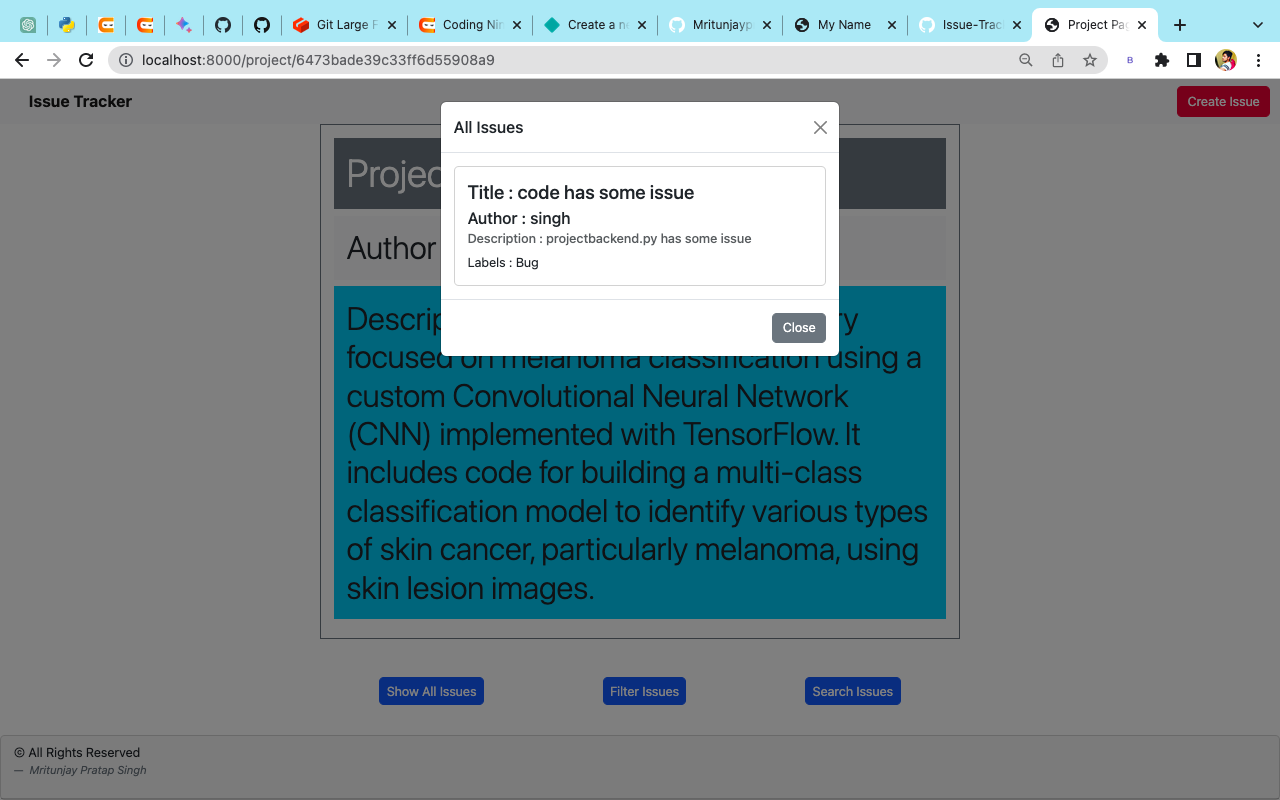 Git Large F
Coding Nin
Create a ne
Mritunjayp
My Name
Issue-Trac
Project Pag
localhost:8000/project/6473bade39c33ff6d55908a9
B
Issue Tracker
Create Issue
All Issues
Projec
Title : code has some issue
Author : singh
Description : projectbackend.py has some issue
Labels : Bug
Author
Close
Descrip
ry
focused on melanoma classification using a
custom Convolutional Neural Network
(CNN) implemented with TensorFlow. It
includes code for building a multi-class
classification model to identify various types
of skin cancer, particularly melanoma, using
skin lesion images.
Show All Issues
Filter Issues
Search Issues
© All Rights Reserved
— Mritunjay Pratap Singh